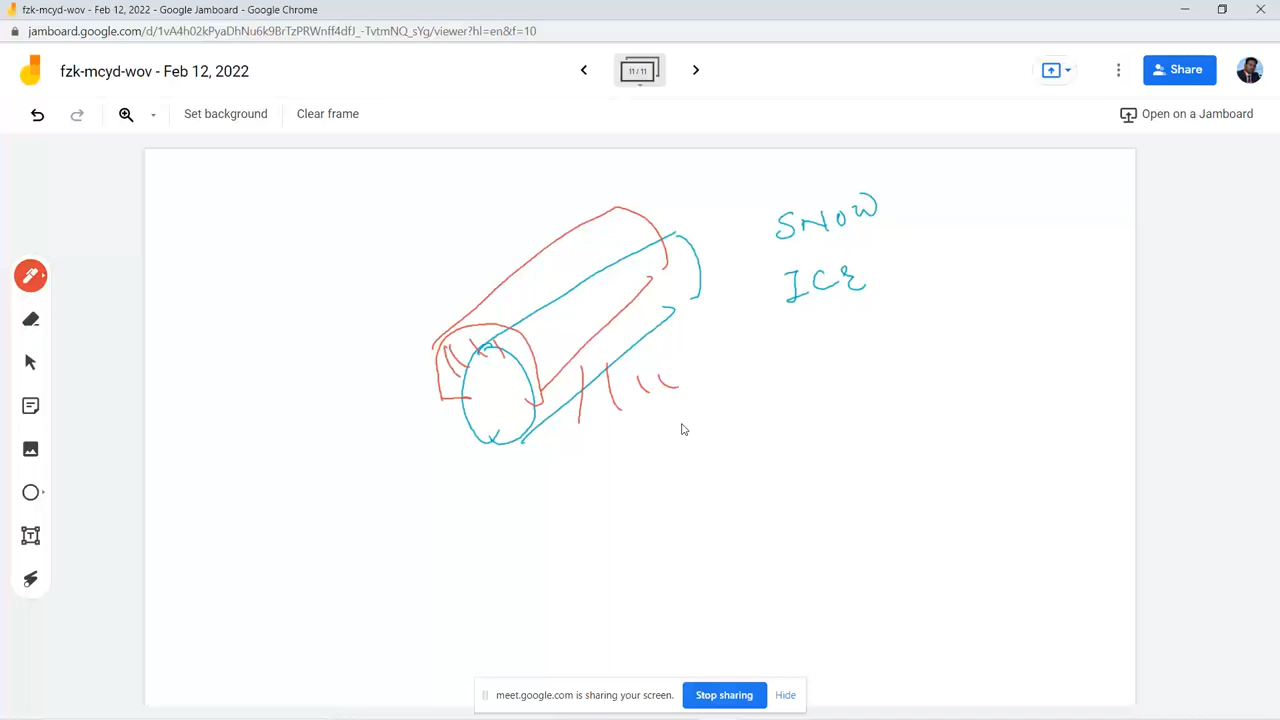 fzk-mcyd-wov - Feb 12, 2022 - Google Jamboard - Google Chrome
jamboard.google.com/d/1vA4h02kPyaDhNu6k9BrTzPRWnff4dfJ_-TvtmNQ_sYg/viewer?hl=en&f=10
fzk-mcyd-wov - Feb 12, 2022
11 / 11
Share
Set background
Clear frame
Open on a Jamboard
SNOW
ICE
meet.google.com is sharing your screen.
Stop sharing
Hide